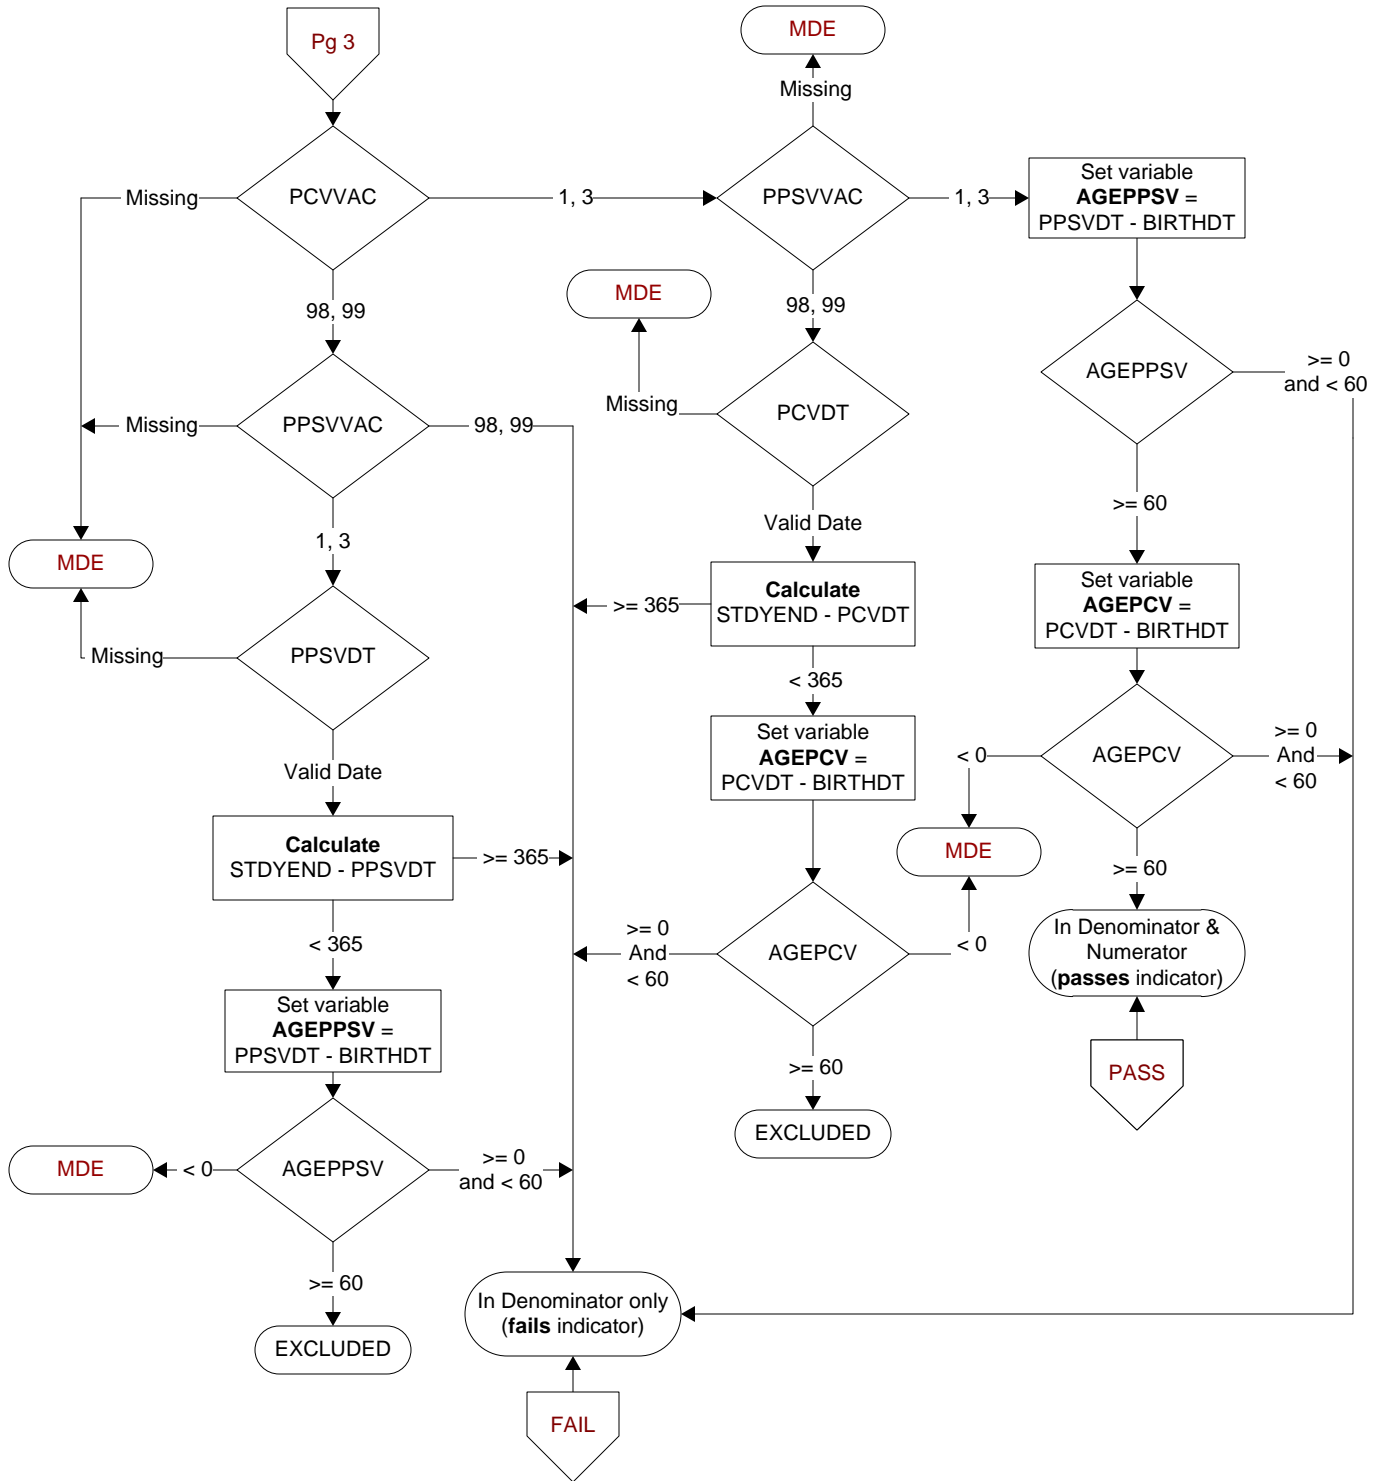 Pg 3
MDE
Missing
PCVVAC
Missing
1, 3
PPSVVAC
1, 3
Set variable
AGEPPSV =
PPSVDT - BIRTHDT
MDE
98, 99
98, 99
AGEPPSV
>= 0
and < 60
Missing
PCVDT
PPSVVAC
Missing
98, 99
>= 60
Valid Date
1, 3
MDE
Set variable
AGEPCV =
PCVDT - BIRTHDT
Calculate
STDYEND - PCVDT
>= 365
PPSVDT
Missing
< 365
Set variable
AGEPCV =
PCVDT - BIRTHDT
< 0
AGEPCV
>= 0
And
< 60
Valid Date
Calculate
STDYEND - PPSVDT
>= 365
MDE
>= 60
In Denominator &
Numerator
(passes indicator)
< 365
>= 0
And
< 60
AGEPCV
< 0
Set variable
AGEPPSV =
PPSVDT - BIRTHDT
>= 60
PASS
EXCLUDED
MDE
< 0
AGEPPSV
>= 0
and < 60
>= 60
In Denominator only
(fails indicator)
EXCLUDED
FAIL